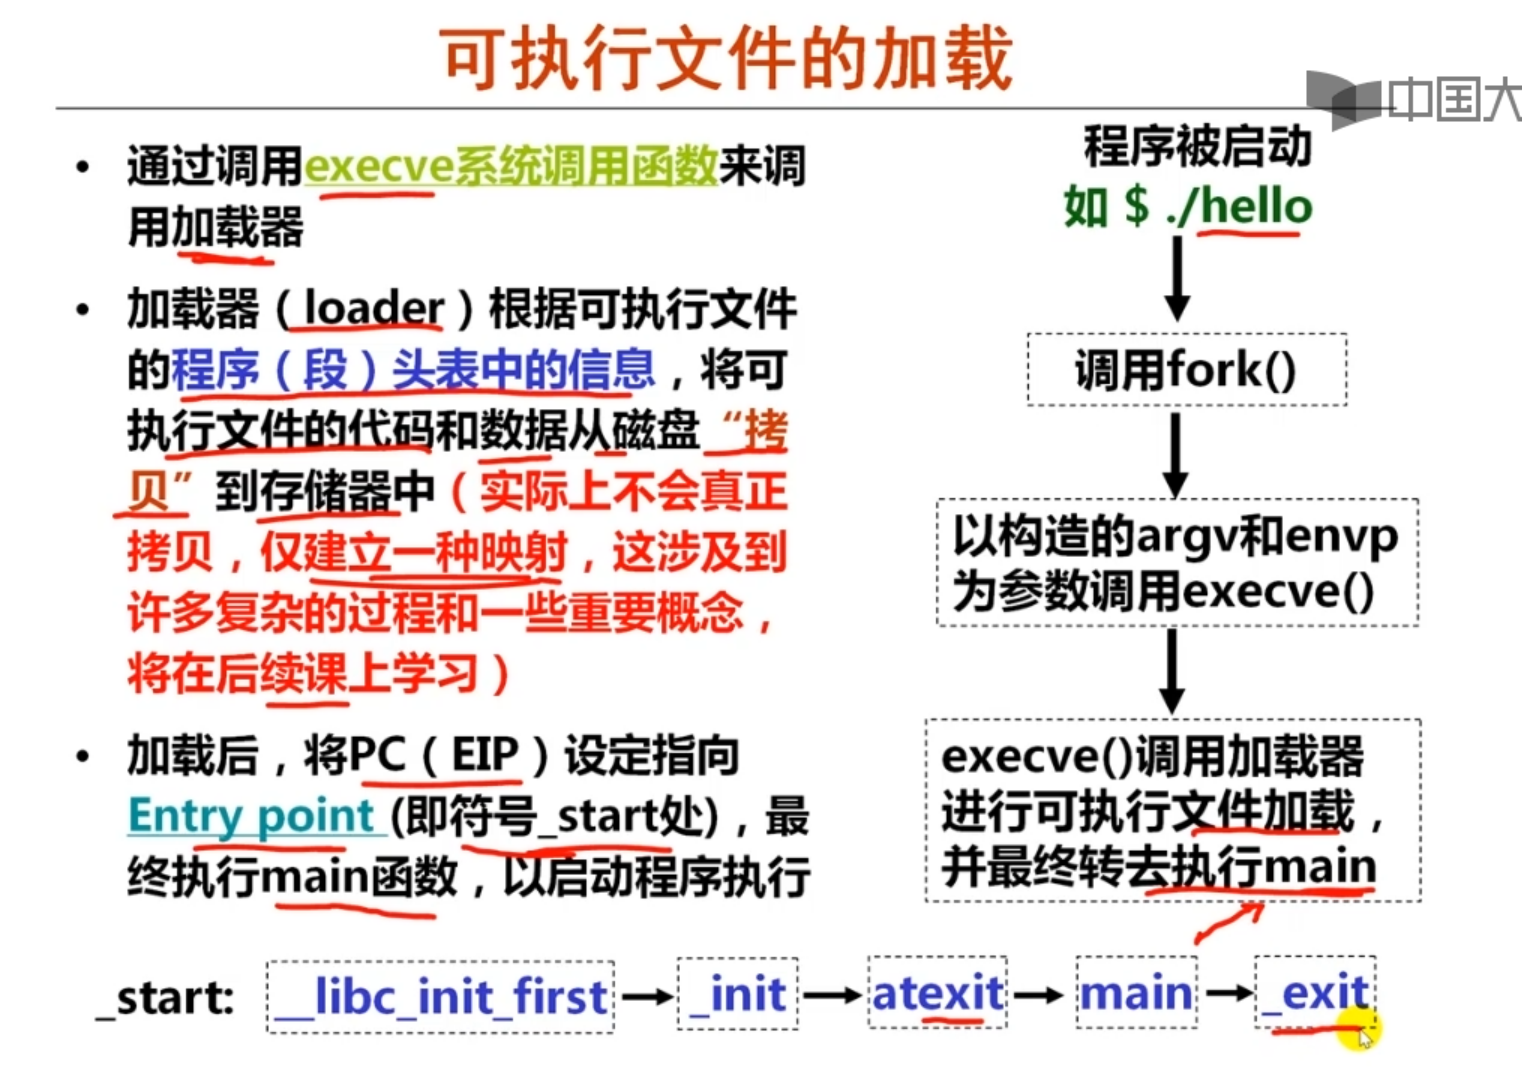 可执行文件的加载
中国大
• 通过调用execve系统调用函数来调
用加载器
• 加载器（loader）根据可执行文件
的程序（段）头表中的信息，将可
执行文件的代码和数据从磁盘“拷
贝”到存储器中（实际上不会真正
拷贝，仅建立一种映射，这涉及到
许多复杂的过程和一些重要概念，
将在后续课上学习）
• 加载后，将PC（EIP）设定指向
Entry point (即符号_start处)，最
终执行main函数，以启动程序执行
程序被启动
如 $ ./hello
调用fork()
以构造的argv和envp
为参数调用execve()
execve()调用加载器
进行可执行文件加载，
并最终转去执行main
_start: __libc_init_first _init atexit main _exit